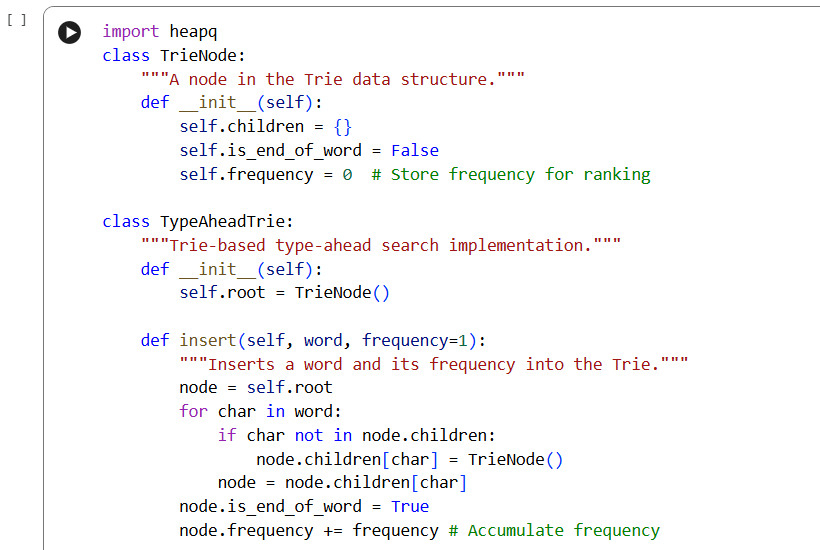 [ ]
import heapq
class TrieNode:
    """A node in the Trie data structure."""
    def __init__(self):
        self.children = {}
        self.is_end_of_word = False
        self.frequency = 0  # Store frequency for ranking

class TypeAheadTrie:
    """Trie-based type-ahead search implementation."""
    def __init__(self):
        self.root = TrieNode()

    def insert(self, word, frequency=1):
        """Inserts a word and its frequency into the Trie."""
        node = self.root
        for char in word:
            if char not in node.children:
                node.children[char] = TrieNode()
            node = node.children[char]
        node.is_end_of_word = True
        node.frequency += frequency # Accumulate frequency